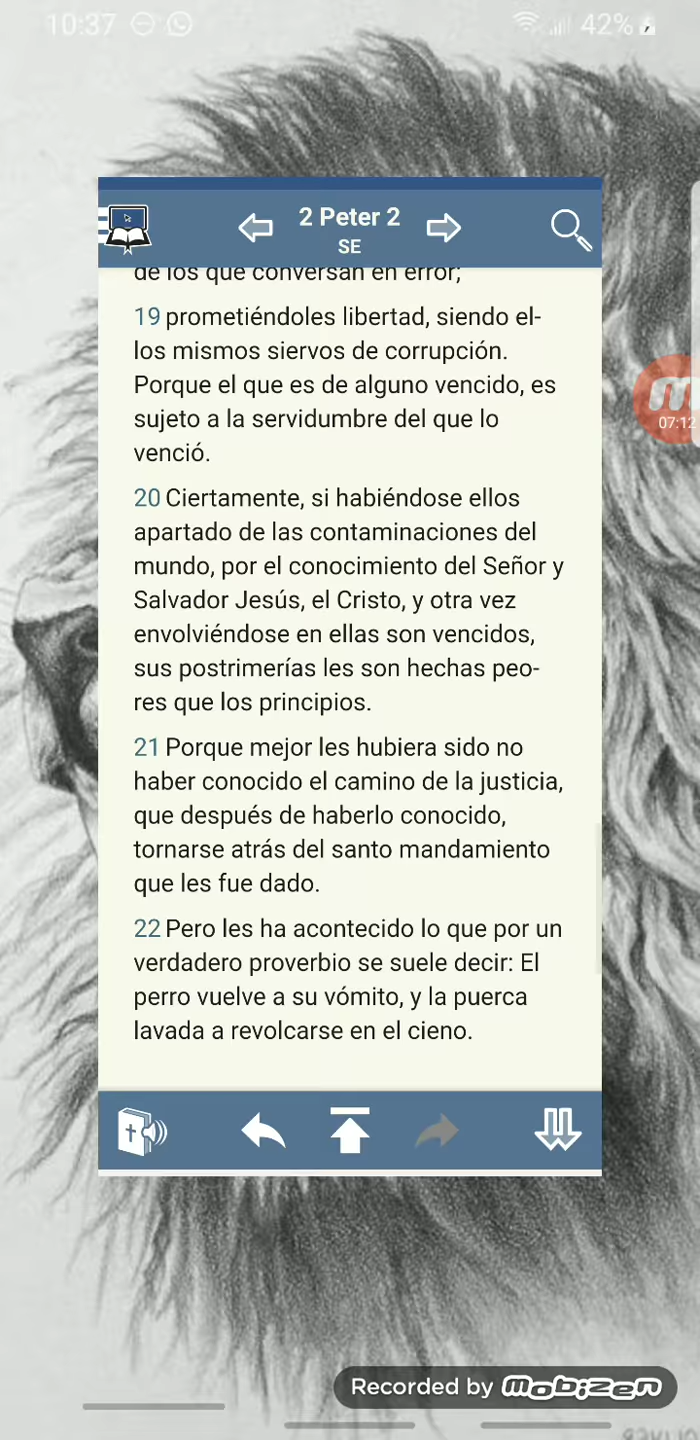 10:37 42%
2 Peter 2
SE
de los que conversan en error;
19 prometiéndoles libertad, siendo el-
los mismos siervos de corrupción.
Porque el que es de alguno vencido, es
sujeto a la servidumbre del que lo
venció.
20 Ciertamente, si habiéndose ellos
apartado de las contaminaciones del
mundo, por el conocimiento del Señor y
Salvador Jesús, el Cristo, y otra vez
envolviéndose en ellas son vencidos,
sus postrimerías les son hechas peo-
res que los principios.
21 Porque mejor les hubiera sido no
haber conocido el camino de la justicia,
que después de haberlo conocido,
tornarse atrás del santo mandamiento
que les fue dado.
22 Pero les ha acontecido lo que por un
verdadero proverbio se suele decir: El
perro vuelve a su vómito, y la puerca
lavada a revolcarse en el cieno.
m
07:12
Recorded by mobizen